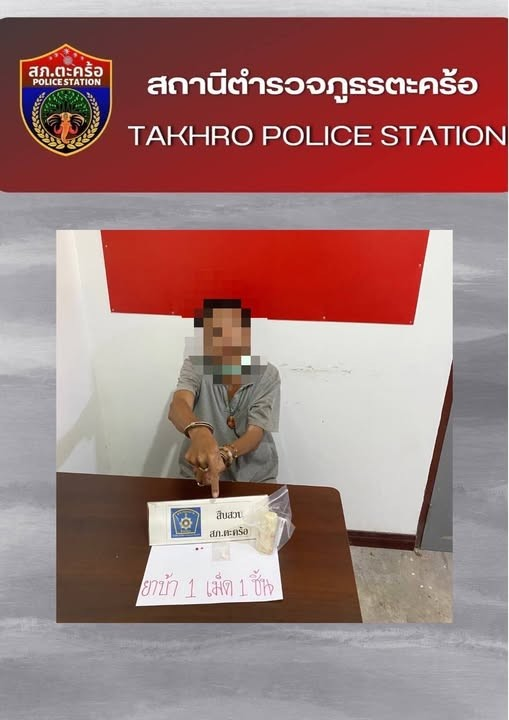 สภ.ตะคร้อ
POLICE STATION
สถานีตำรวจภูธรตะคร้อ
TAKHRO POLICE STATION
สืบสวน
สภ.ตะคร้อ
ยาบ้า 1 เม็ด 1 ชิ้น